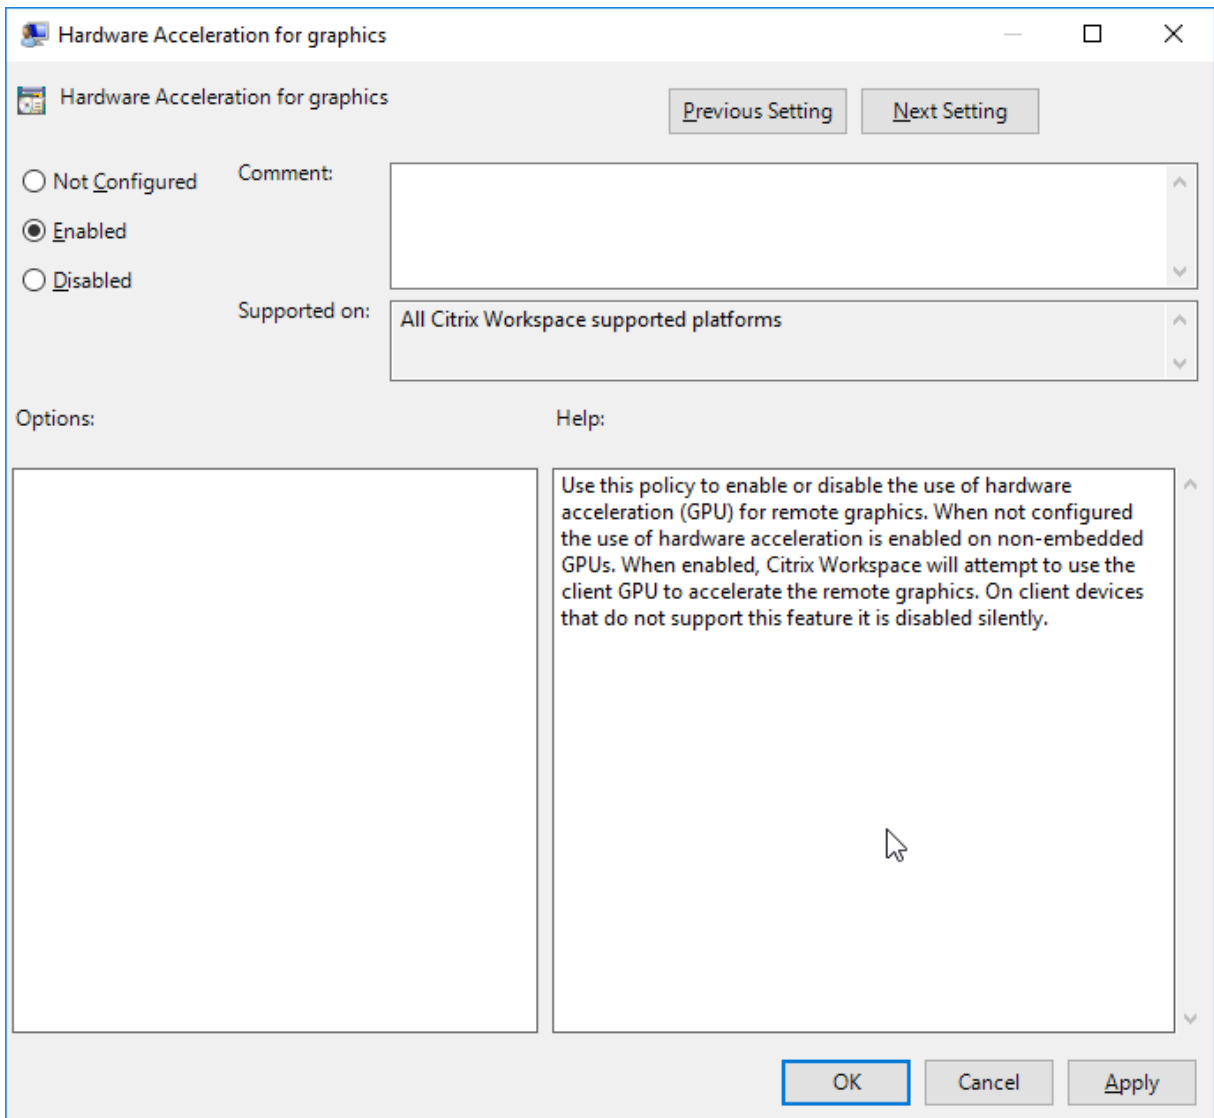 Hardware Acceleration for graphics
Hardware Acceleration for graphics
Previous Setting
Next Setting
Not Configured
Comment:
Enabled
Disabled
Supported on:
All Citrix Workspace supported platforms
Options:
Help:
Use this policy to enable or disable the use of hardware
acceleration (GPU) for remote graphics. When not configured
the use of hardware acceleration is enabled on non-embedded
GPUs. When enabled, Citrix Workspace will attempt to use the
client GPU to accelerate the remote graphics. On client devices
that do not support this feature it is disabled silently.
OK
Cancel
Apply